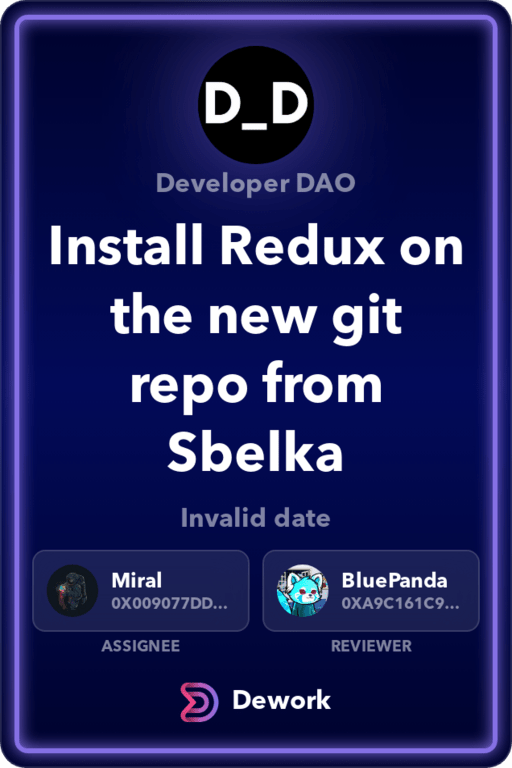 D_D
Developer DAO
Install Redux on
the new git
repo from
Sbelka
Invalid date
Miral
0X009077DD...
BluePanda
0XA9C161C9...
ASSIGNEE
REVIEWER
Dework